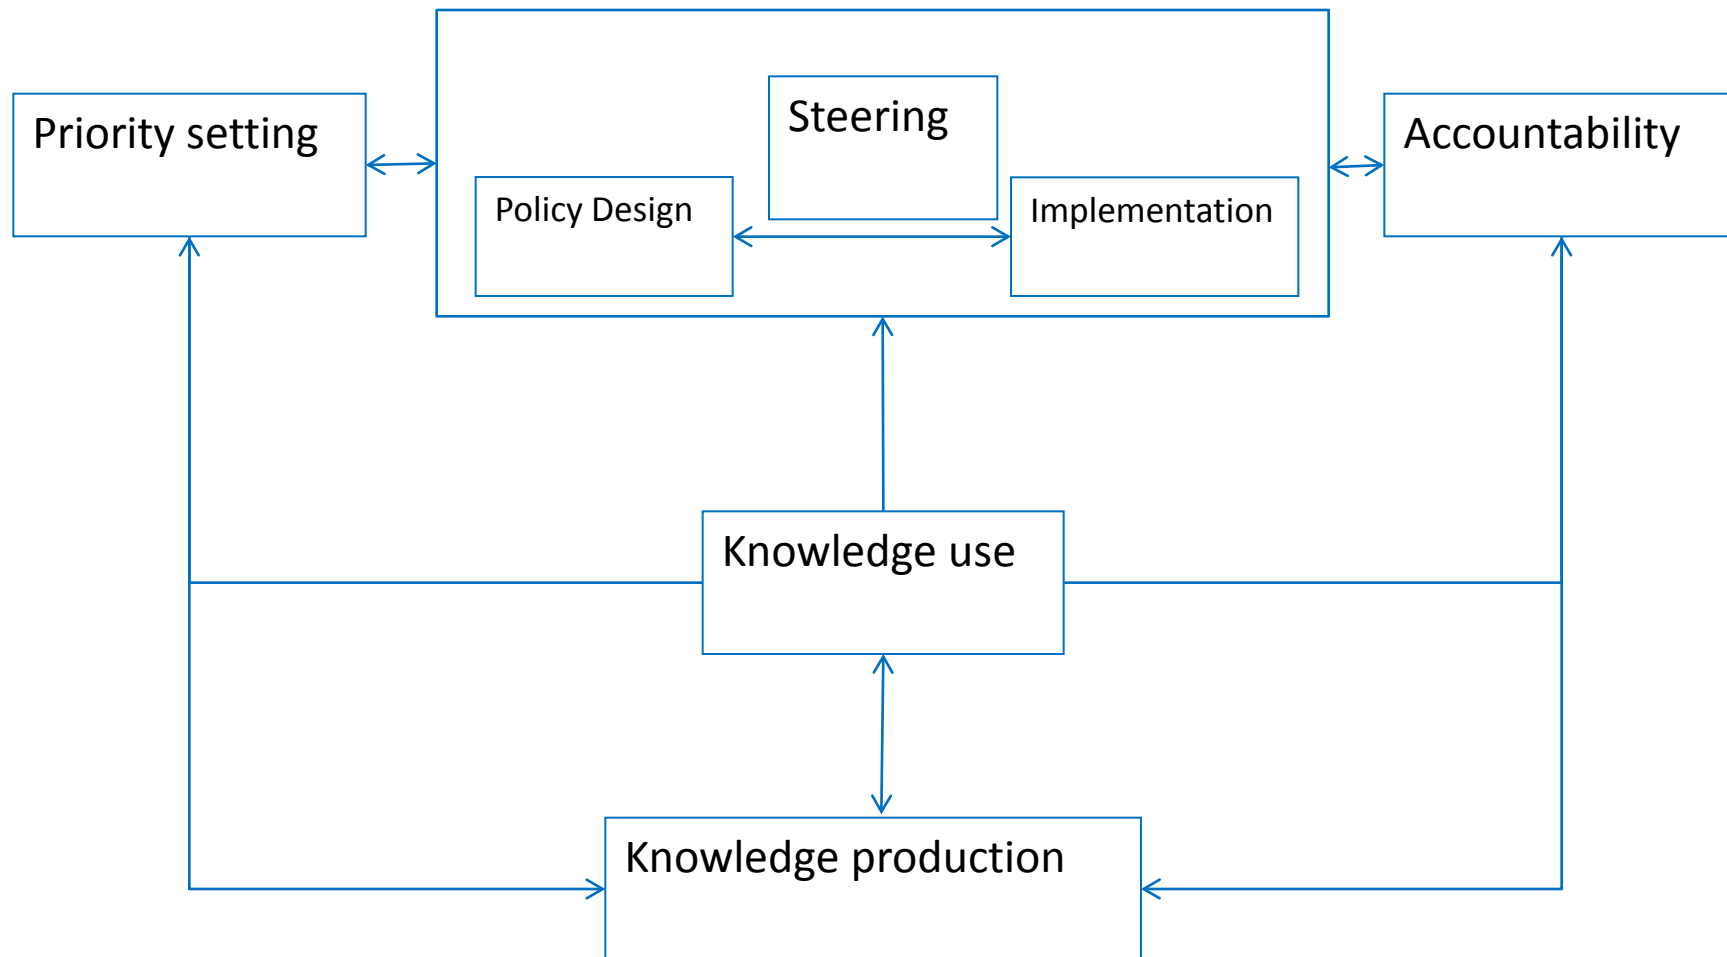 Priority setting
Steering
Accountability
Policy Design
Implementation
Knowledge use
Knowledge production